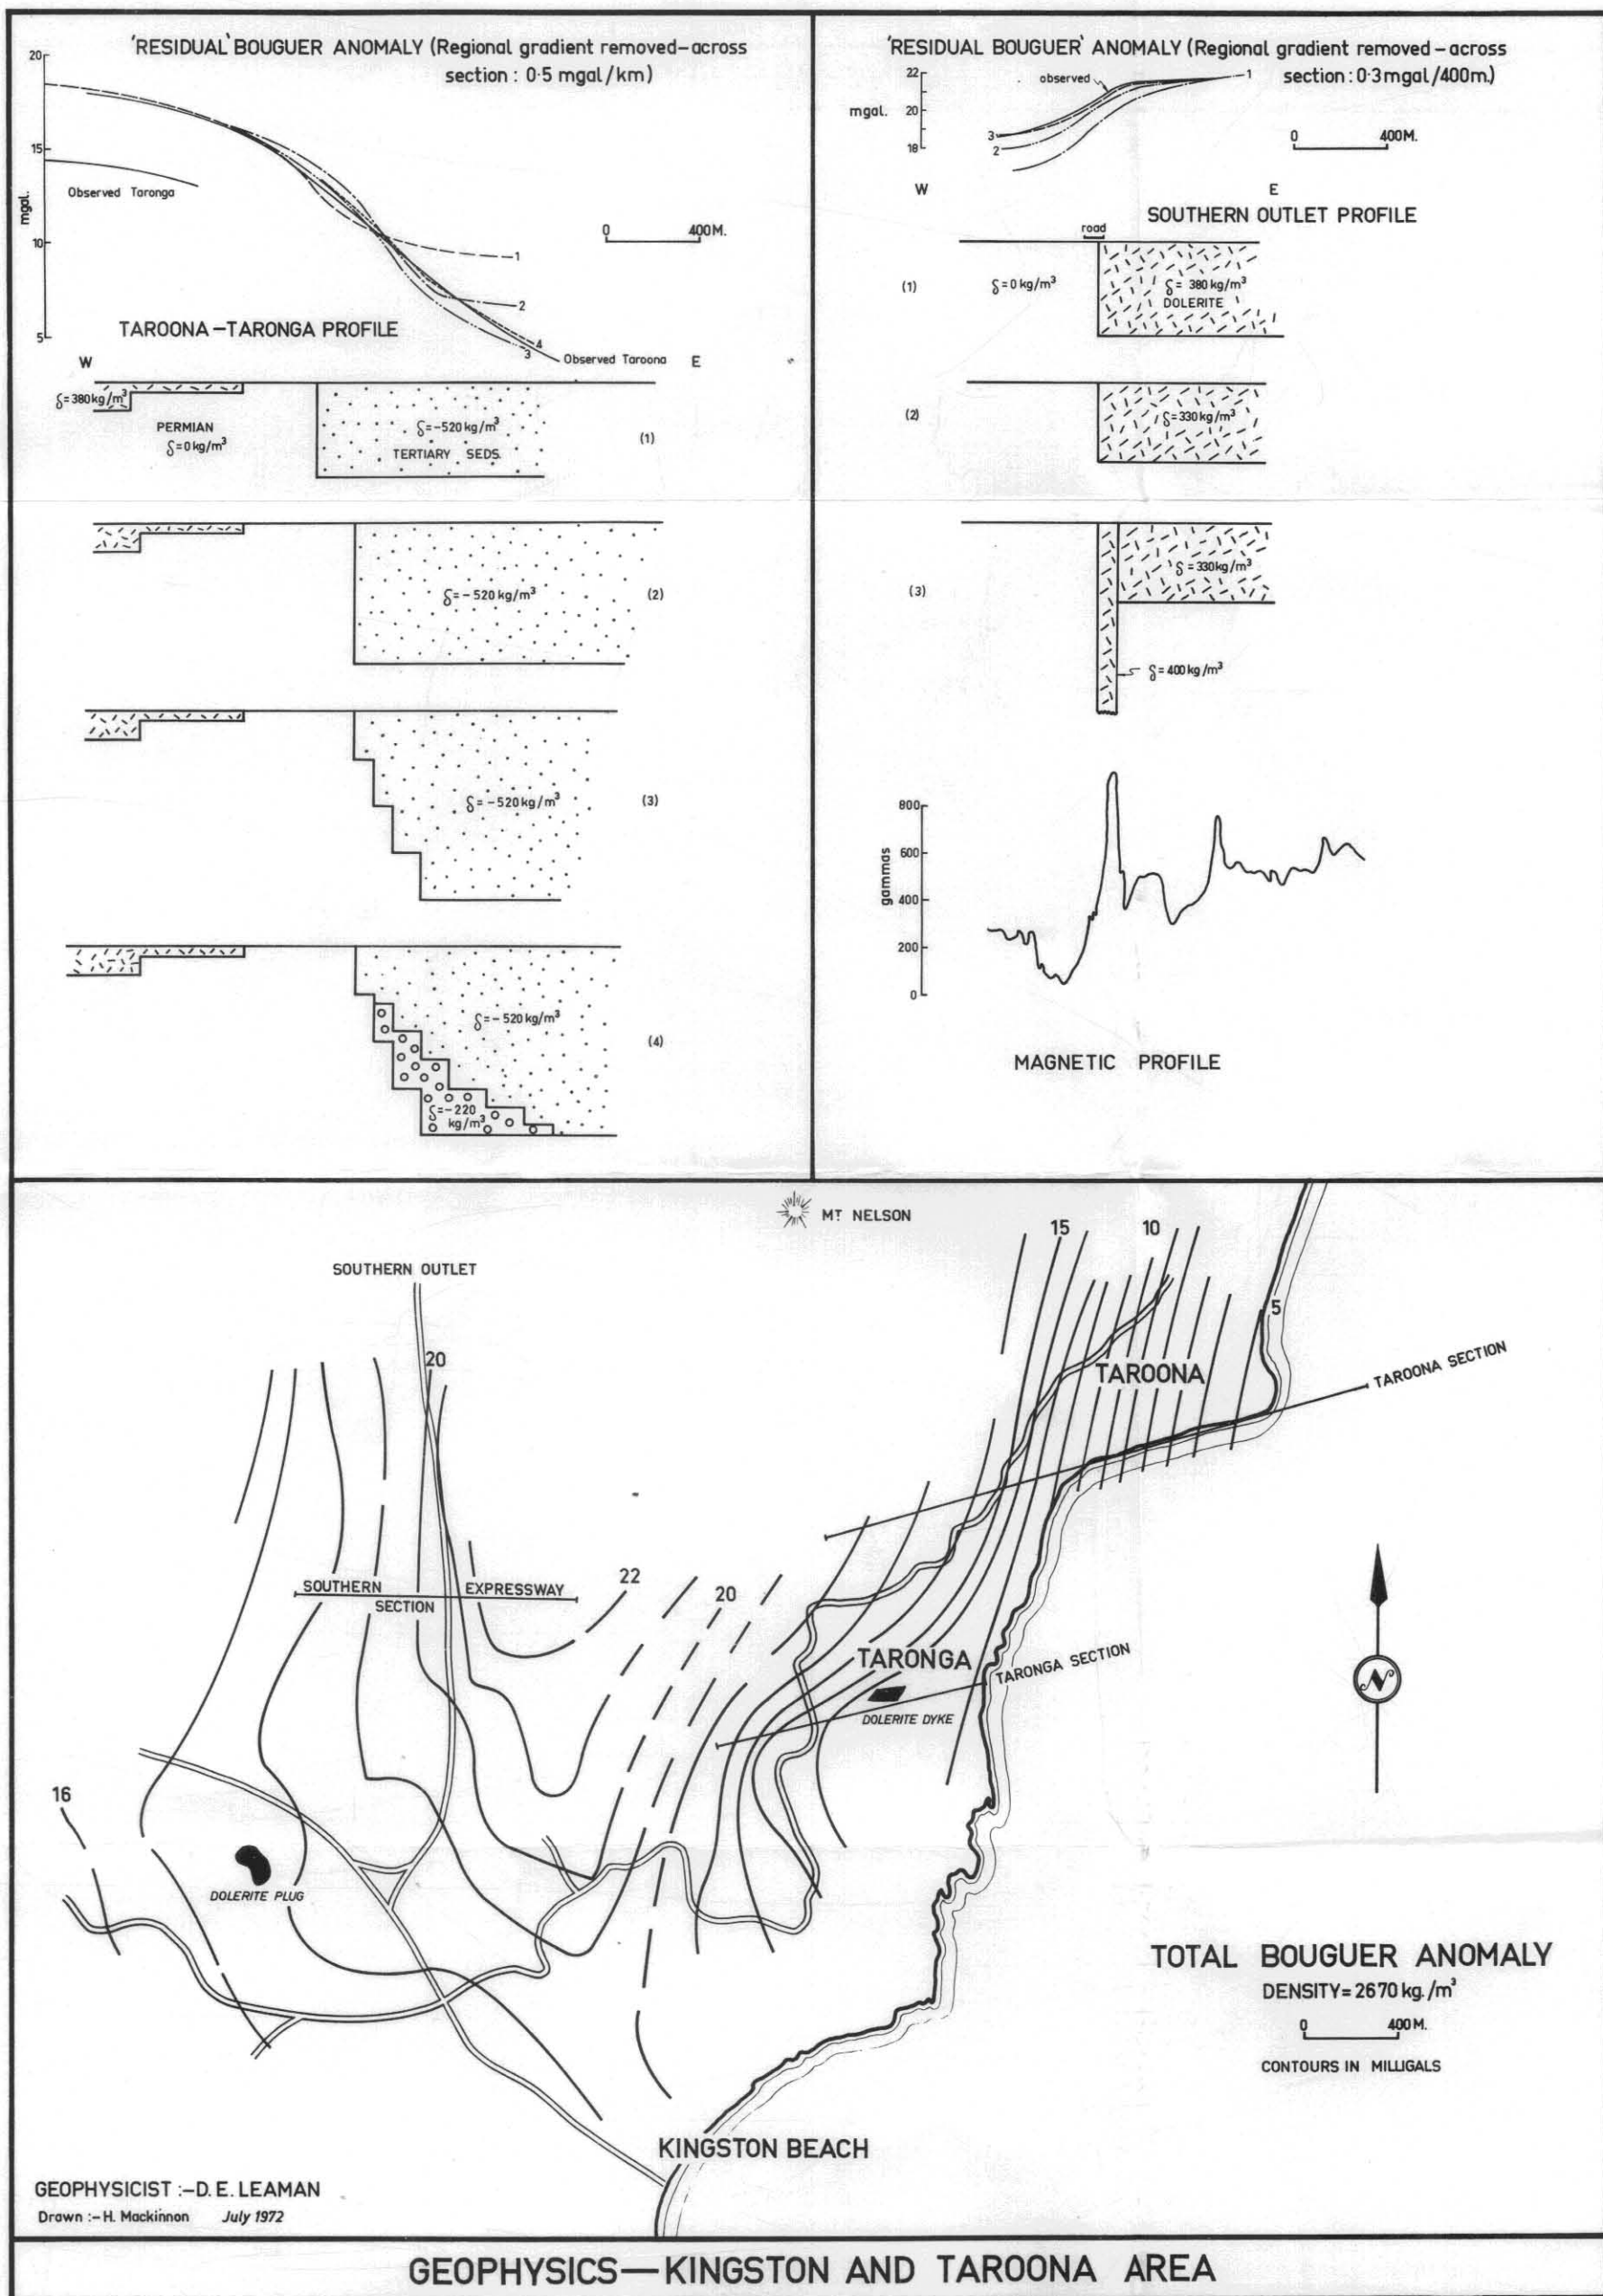 'RESIDUAL' BOUGUER ANOMALY (Regional gradient removed-across
section: 0·5 mgal/km)
20
15
10
5
mgal.
Observed Taronga
0 400M.
1
2
4
3
Observed Taroona
TAROONA-TARONGA PROFILE
W
E
δ=380kg/m³
PERMIAN
δ=0kg/m³
δ=-520kg/m³
TERTIARY SEDS.
(1)
δ=-520kg/m³
(2)
δ=-520kg/m³
(3)
δ=-520kg/m³
δ=-220
kg/m³
(4)
'RESIDUAL BOUGUER' ANOMALY (Regional gradient removed-across
section: 0·3mgal/400m.)
22
20
18
mgal.
observed
1
3
2
0 400M.
W
E
SOUTHERN OUTLET PROFILE
road
(1)
δ=0kg/m³
δ= 380kg/m³
DOLERITE
(2)
δ=330kg/m³
(3)
δ=330kg/m³
δ=400kg/m³
800
600
400
200
0
gammas
MAGNETIC PROFILE
MT NELSON
SOUTHERN OUTLET
15
10
5
20
TAROONA
TAROONA SECTION
SOUTHERN EXPRESSWAY
SECTION
22
20
TARONGA
TARONGA SECTION
DOLERITE DYKE
N
16
DOLERITE PLUG
TOTAL BOUGUER ANOMALY
DENSITY=2670kg./m³
0 400M.
CONTOURS IN MILLIGALS
KINGSTON BEACH
GEOPHYSICIST :-D. E. LEAMAN
Drawn :- H. Mackinnon July 1972
GEOPHYSICS—KINGSTON AND TAROONA AREA